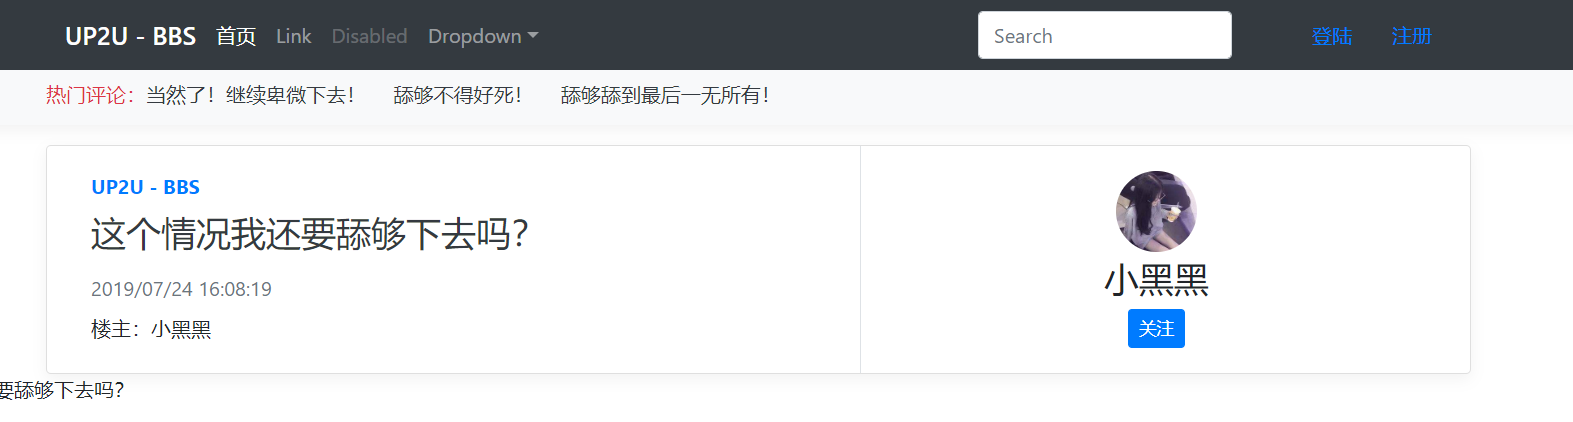 UP2U - BBS 首页 Link Disabled Dropdown Search 登陆 注册
热门评论：当然了！继续卑微下去！ 舔够不得好死！ 舔够舔到最后一无所有！
UP2U - BBS
这个情况我还要舔够下去吗？
2019/07/24 16:08:19
楼主：小黑黑
小黑黑
关注
要舔够下去吗？